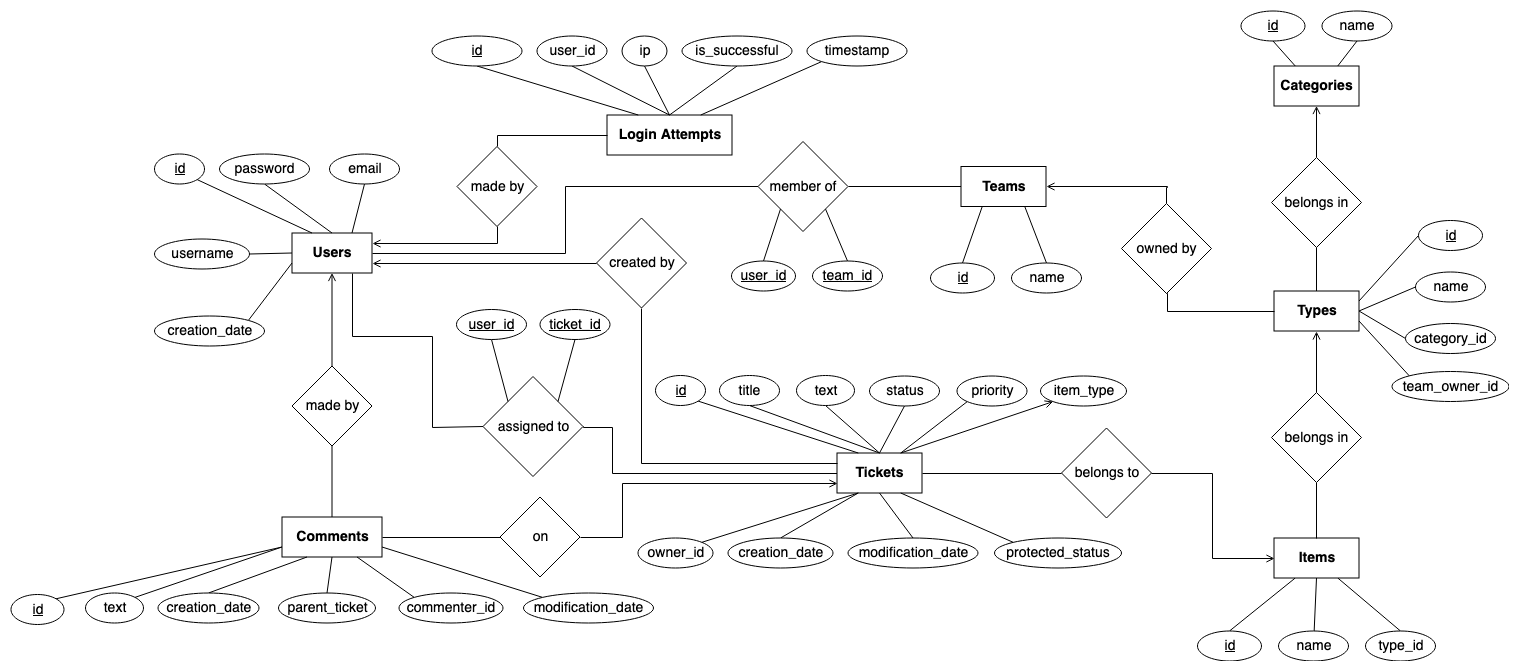 id
name
Categories
id
user_id
ip
is_successful
timestamp
Login Attempts
id
password
email
made by
member of
Teams
belongs in
username
Users
created by
owned by
id
user_id
team_id
id
name
name
creation_date
user_id
ticket_id
Types
category_id
made by
assigned to
id
title
text
status
priority
item_type
team_owner_id
belongs in
Tickets
belongs to
Comments
on
owner_id
creation_date
modification_date
protected_status
Items
id
text
creation_date
parent_ticket
commenter_id
modification_date
id
name
type_id